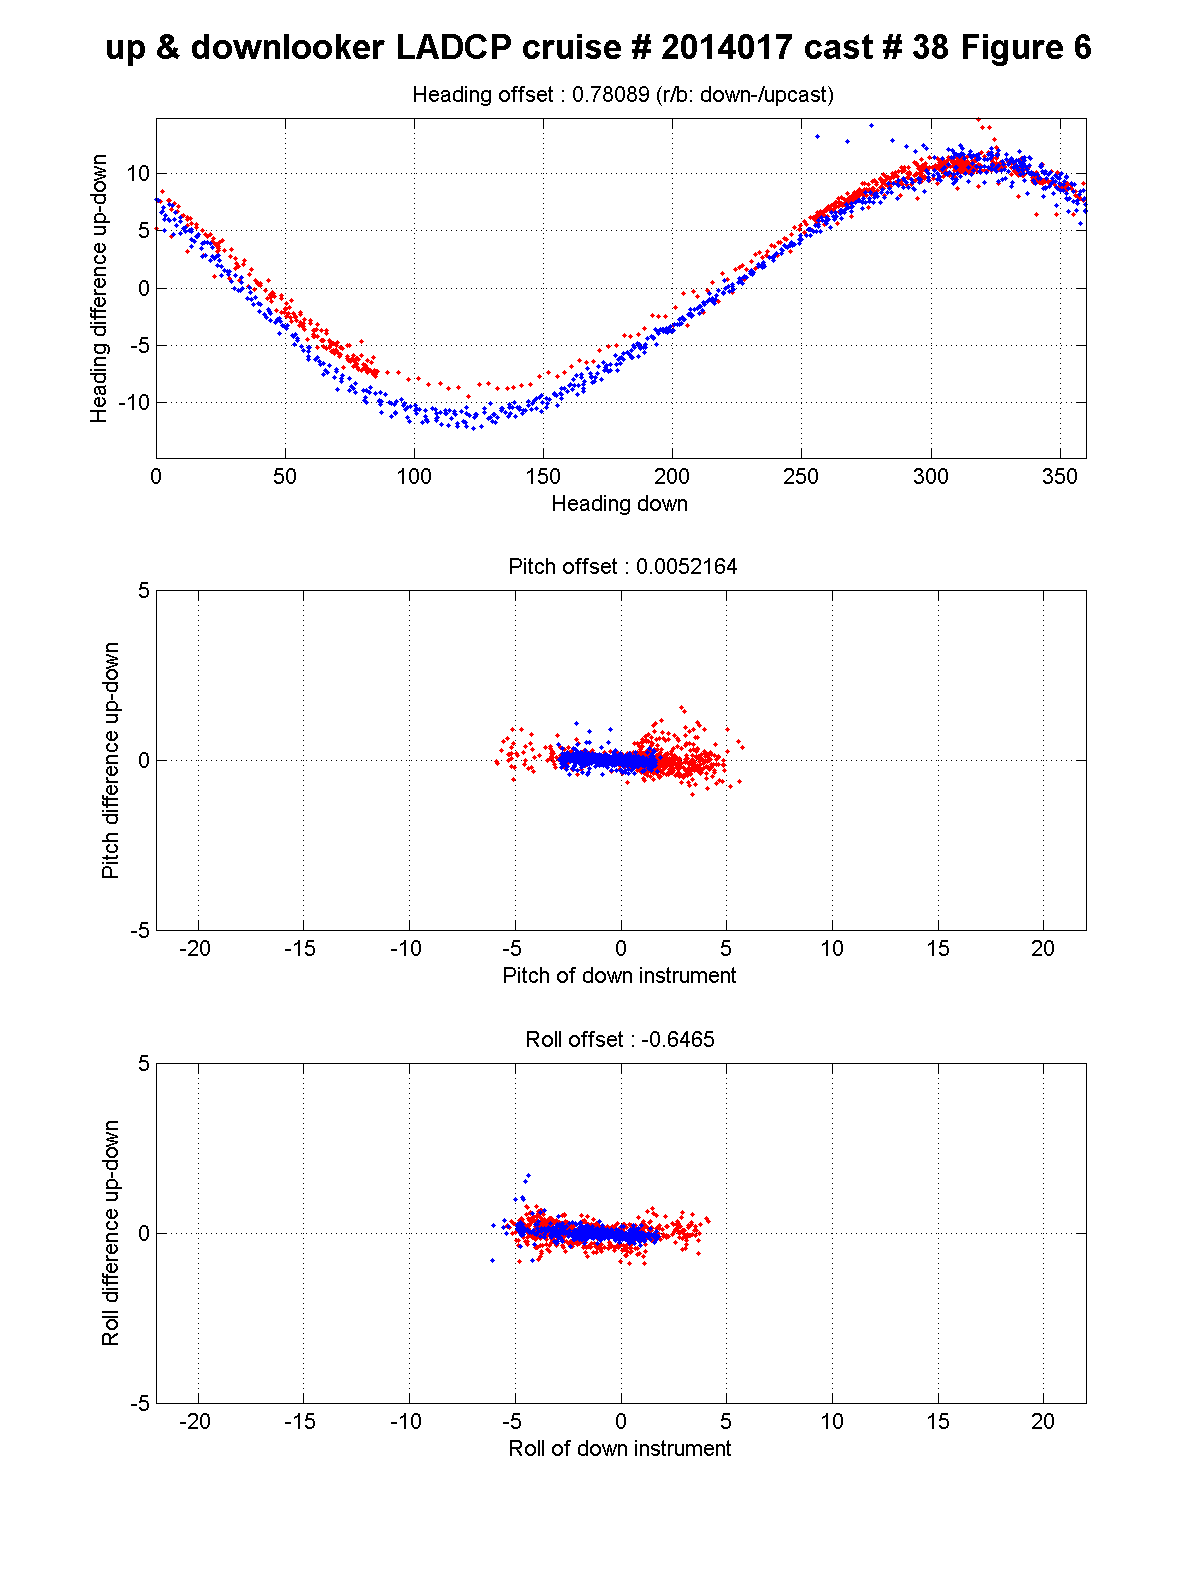 up & downlooker LADCP cruise # 2014017 cast # 38 Figure 6
Heading offset : 0.78089 (r/b: down-/upcast)
Heading difference up-down
10
5
0
-5
-10
0 50 100 150 200 250 300 350
Heading down
Pitch offset : 0.0052164
Pitch difference up-down
5
0
-5
-20 -15 -10 -5 0 5 10 15 20
Pitch of down instrument
Roll offset : -0.6465
Roll difference up-down
5
0
-5
-20 -15 -10 -5 0 5 10 15 20
Roll of down instrument